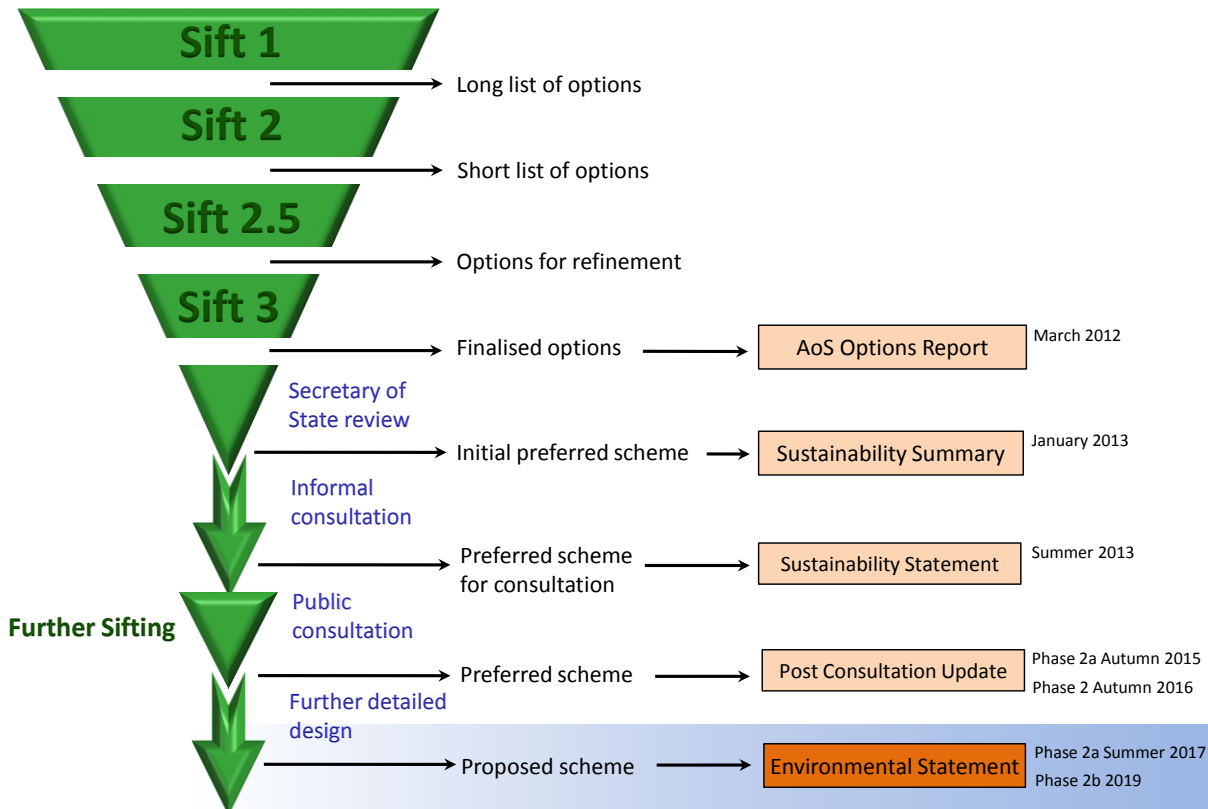 Sift 1
Long list of options
Sift 2
Short list of options
Sift 2.5
Options for refinement
Sift 3
Finalised options
AoS Options Report
March 2012
Secretary of
State review
Initial preferred scheme
Sustainability Summary
January 2013
Informal
consultation
Preferred scheme
for consultation
Sustainability Statement
Summer 2013
Further Sifting
Public
consultation
Preferred scheme
Post Consultation Update
Phase 2a Autumn 2015
Phase 2 Autumn 2016
Further detailed
design
Proposed scheme
Environmental Statement
Phase 2a Summer 2017
Phase 2b 2019